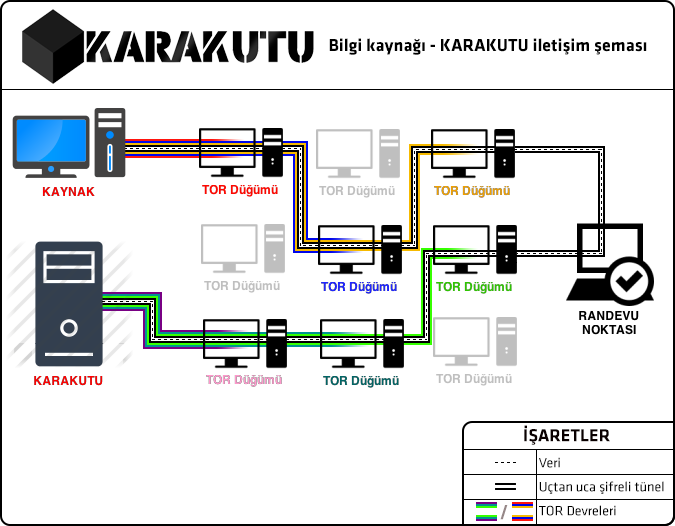 KARAKUTU
Bilgi kaynağı - KARAKUTU iletişim şeması
KAYNAK
TOR Düğümü
TOR Düğümü
TOR Düğümü
TOR Düğümü
TOR Düğümü
TOR Düğümü
RANDEVU
NOKTASI
KARAKUTU
TOR Düğümü
TOR Düğümü
TOR Düğümü
İŞARETLER
Veri
Uçtan uca şifreli tünel
/
TOR Devreleri